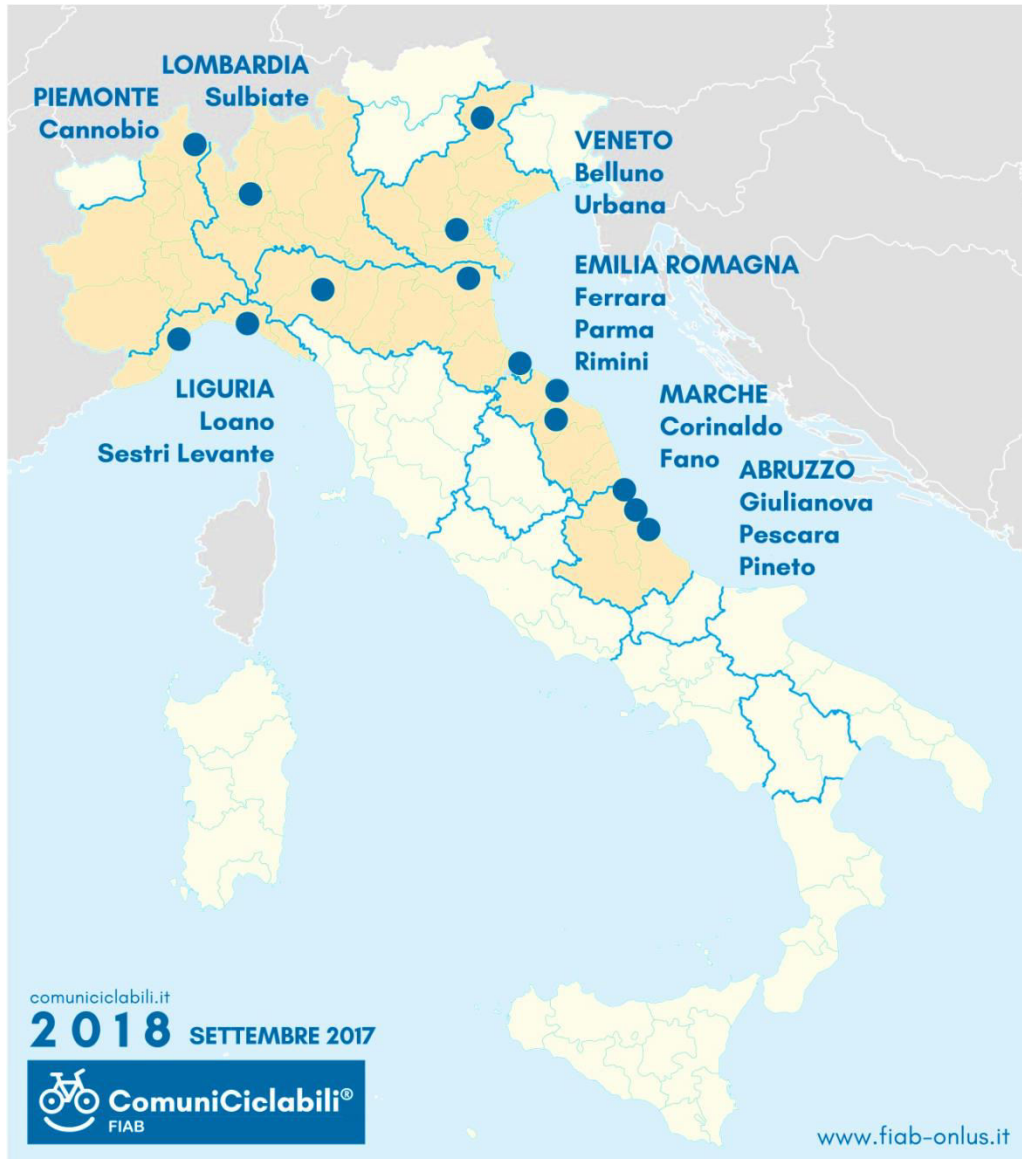 LOMBARDIA
Sulbiate
PIEMONTE
Cannobio
VENETO
Belluno
Urbana
EMILIA ROMAGNA
Ferrara
Parma
Rimini
LIGURIA
Loano
Sestri Levante
MARCHE
Corinaldo
Fano
ABRUZZO
Giulianova
Pescara
Pineto
comuniciclabili.it
2018 SETTEMBRE 2017
ComuniCiclabili®
FIAB
www.fiab-onlus.it